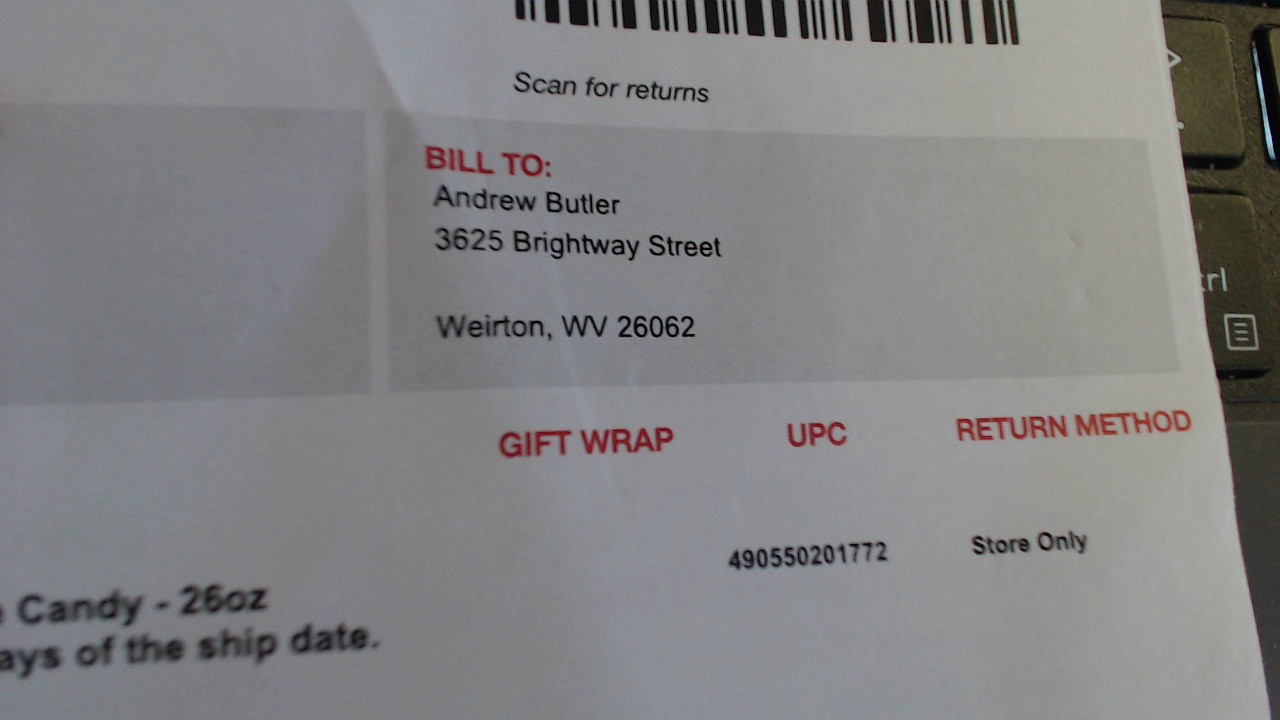 Scan for returns
BILL TO:
Andrew Butler
3625 Brightway Street
Weirton, WV 26062
GIFT WRAP UPC RETURN METHOD
490550201772 Store Only
Candy - 26oz
of the ship date.